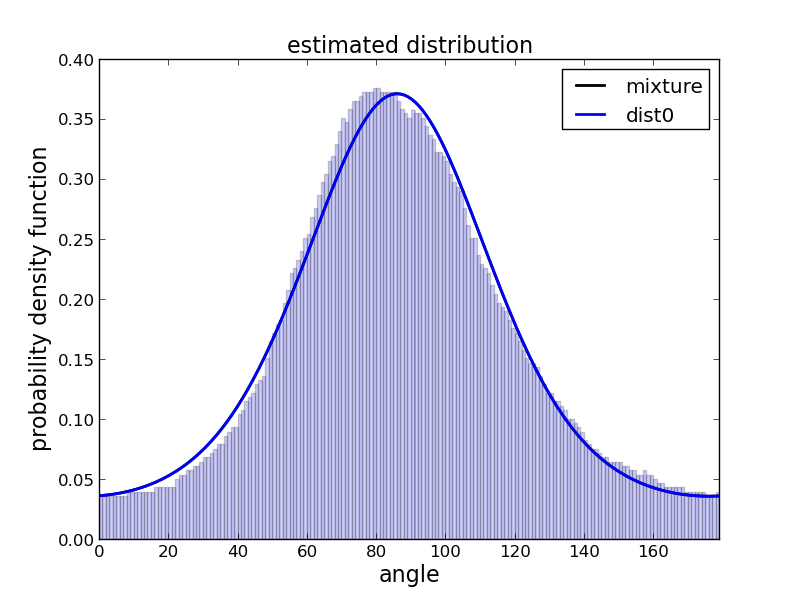 estimated distribution
mixture
dist0
probability density function
0.40
0.35
0.30
0.25
0.20
0.15
0.10
0.05
0.00
0 20 40 60 80 100 120 140 160
angle